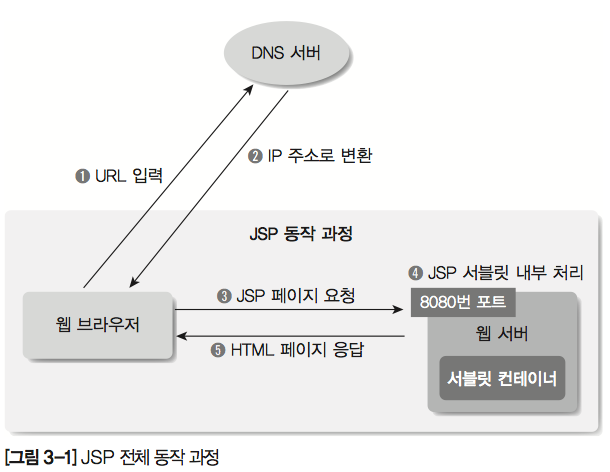 DNS 서버
❶ URL 입력
❷ IP 주소로 변환
JSP 동작 과정
❸ JSP 페이지 요청
❹ JSP 서블릿 내부 처리
8080번 포트
웹 브라우저
웹 서버
❺ HTML 페이지 응답
서블릿 컨테이너
[그림 3-1] JSP 전체 동작 과정